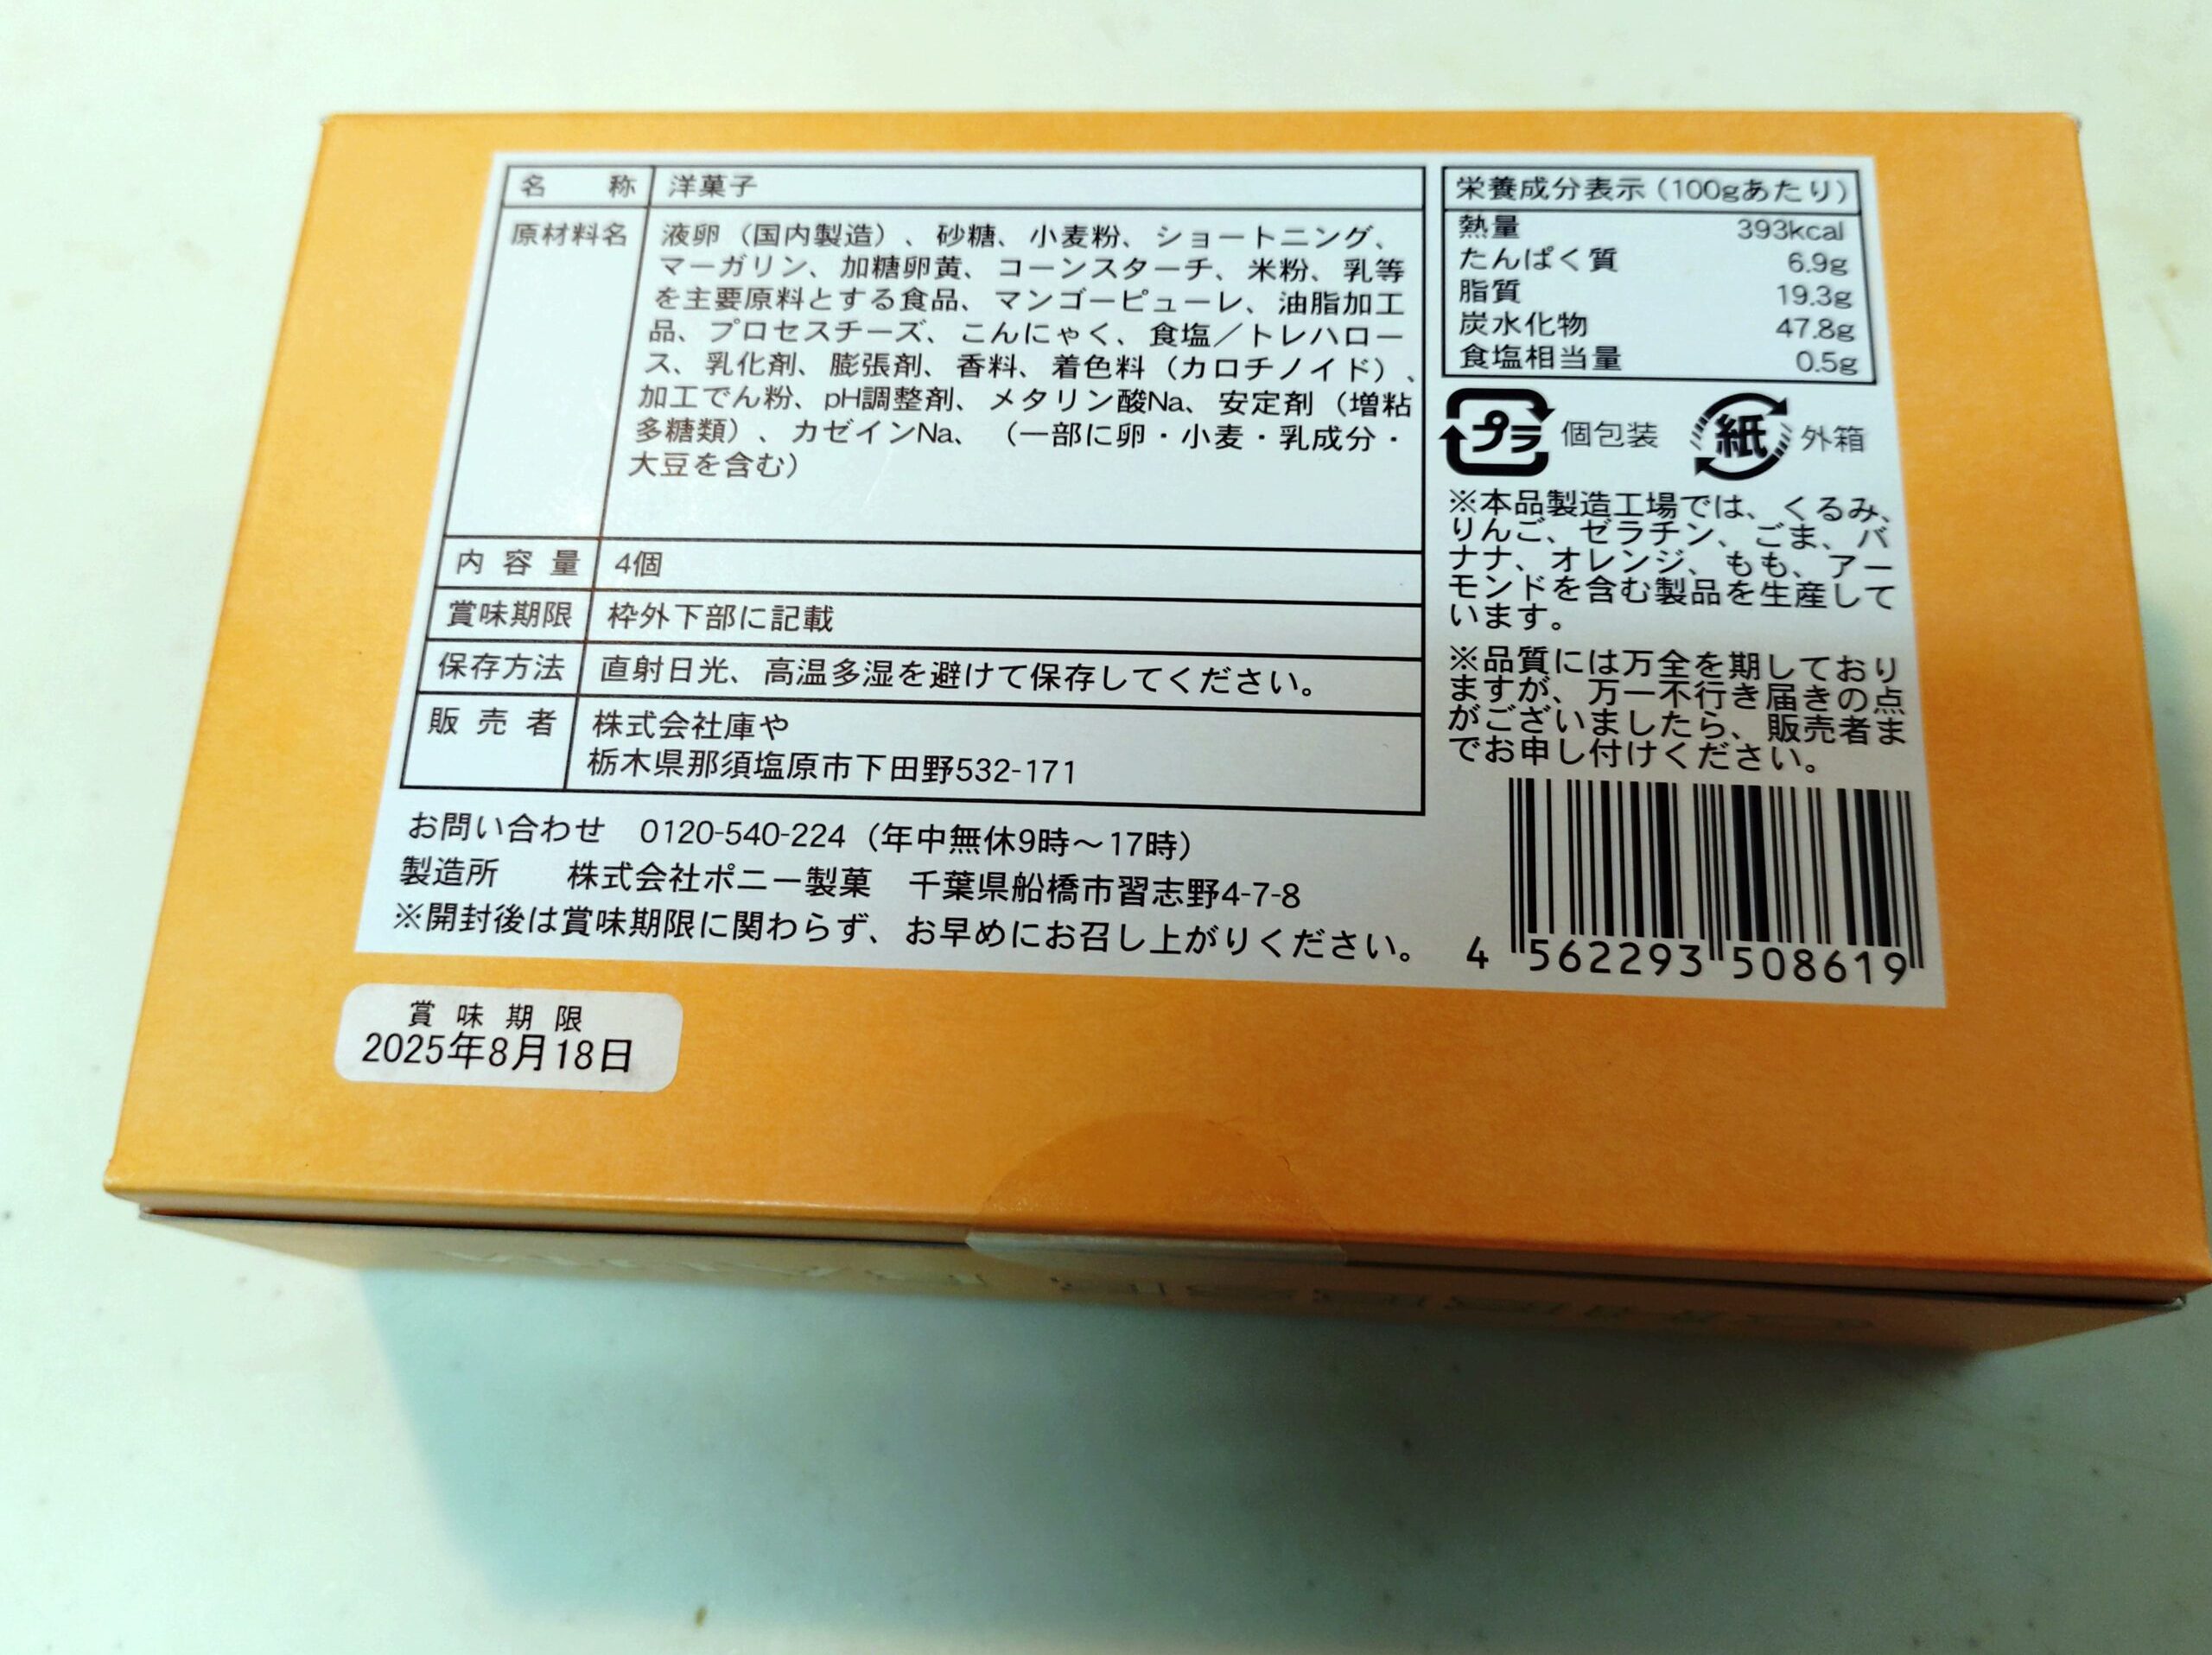 名 称 洋菓子
原材料名 液卵（国内製造）、砂糖、小麦粉、ショートニング、
マーガリン、加糖卵黄、コーンスターチ、米粉、乳等
を主要原料とする食品、マンゴーピューレ、油脂加工
品、プロセスチーズ、こんにゃく、食塩／トレハロー
ス、乳化剤、膨張剤、香料、着色料（カロチノイド）、
加工でん粉、pH調整剤、メタリン酸Na、安定剤（増粘
多糖類）、カゼインNa、（一部に卵・小麦・乳成分・
大豆を含む）
内容量 4個
賞味期限 枠外下部に記載
保存方法 直射日光、高温多湿を避けて保存してください。
販売者 株式会社庫や
栃木県那須塩原市下田野532-171
お問い合わせ 0120-540-224（年中無休9時～17時）
製造所 株式会社ポニー製菓 千葉県船橋市習志野4-7-8
※開封後は賞味期限に関わらず、お早めにお召し上がりください。
栄養成分表示（100gあたり）
熱量 393kcal
たんぱく質 6.9g
脂質 19.3g
炭水化物 47.8g
食塩相当量 0.5g
プラ 個包装 紙 外箱
※本品製造工場では、くるみ、
りんご、ゼラチン、ごま、バ
ナナ、オレンジ、もも、アー
モンドを含む製品を生産して
います。
※品質には万全を期しており
ますが、万一不行き届きの点
がございましたら、販売者ま
でお申し付けください。
4 562293 508619
賞味期限
2025年8月18日